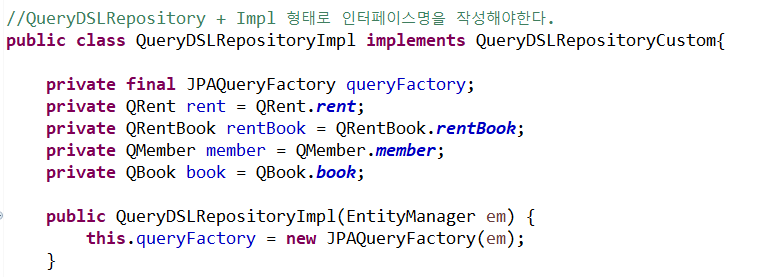 //QueryDSLRepository + Impl 형태로 인터페이스명을 작성해야한다.
public class QueryDSLRepositoryImpl implements QueryDSLRepositoryCustom{
private final JPAQueryFactory queryFactory;
private QRent rent = QRent.rent;
private QRentBook rentBook = QRentBook.rentBook;
private QMember member = QMember.member;
private QBook book = QBook.book;
public QueryDSLRepositoryImpl(EntityManager em) {
this.queryFactory = new JPAQueryFactory(em);
}